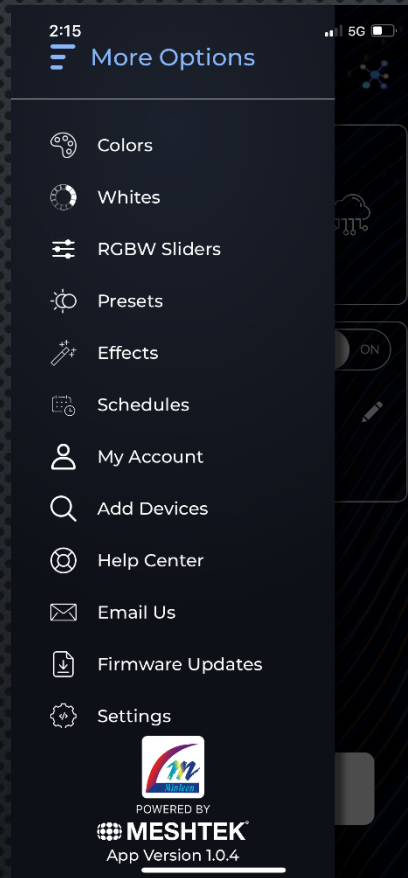 2:15
5G
More Options
Colors
Whites
RGBW Sliders
Presets
Effects
ON
Schedules
My Account
Add Devices
Help Center
Email Us
Firmware Updates
Settings
m
Minleon
POWERED BY
MESHTEK
App Version 1.0.4